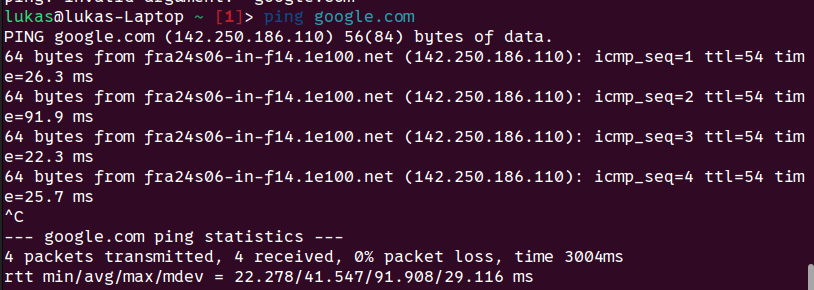 lukas@lukas-Laptop ~ [1]> ping google.com
PING google.com (142.250.186.110) 56(84) bytes of data.
64 bytes from fra24s06-in-f14.1e100.net (142.250.186.110): icmp_seq=1 ttl=54 tim
e=26.3 ms
64 bytes from fra24s06-in-f14.1e100.net (142.250.186.110): icmp_seq=2 ttl=54 tim
e=91.9 ms
64 bytes from fra24s06-in-f14.1e100.net (142.250.186.110): icmp_seq=3 ttl=54 tim
e=22.3 ms
64 bytes from fra24s06-in-f14.1e100.net (142.250.186.110): icmp_seq=4 ttl=54 tim
e=25.7 ms
^C
--- google.com ping statistics ---
4 packets transmitted, 4 received, 0% packet loss, time 3004ms
rtt min/avg/max/mdev = 22.278/41.547/91.908/29.116 ms